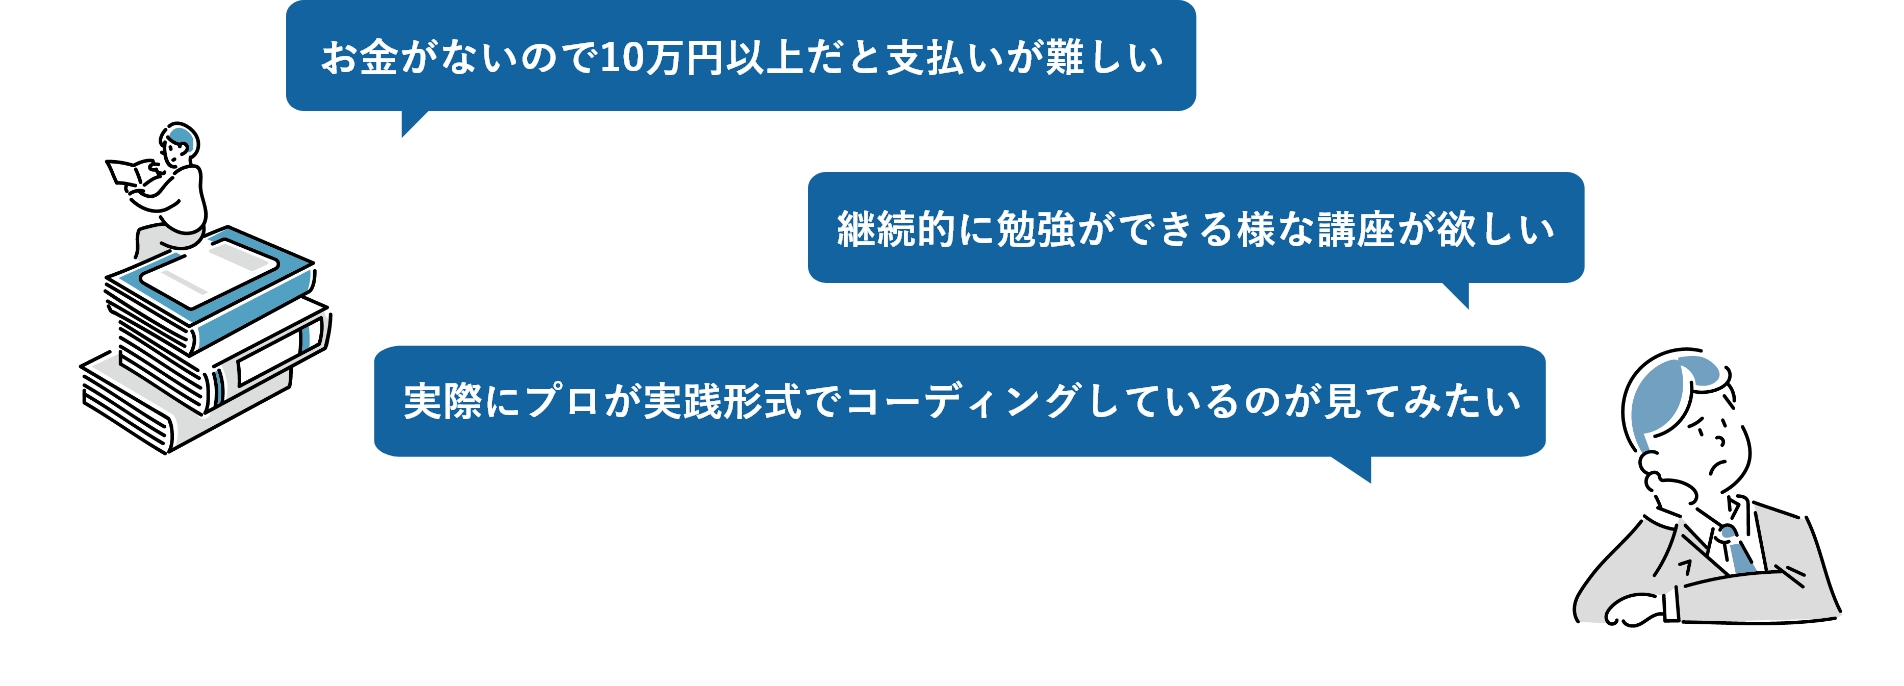 お金がないので10万円以上だと支払いが難しい
継続的に勉強ができる様な講座が欲しい
実際にプロが実践形式でコーディングしているのが見てみたい